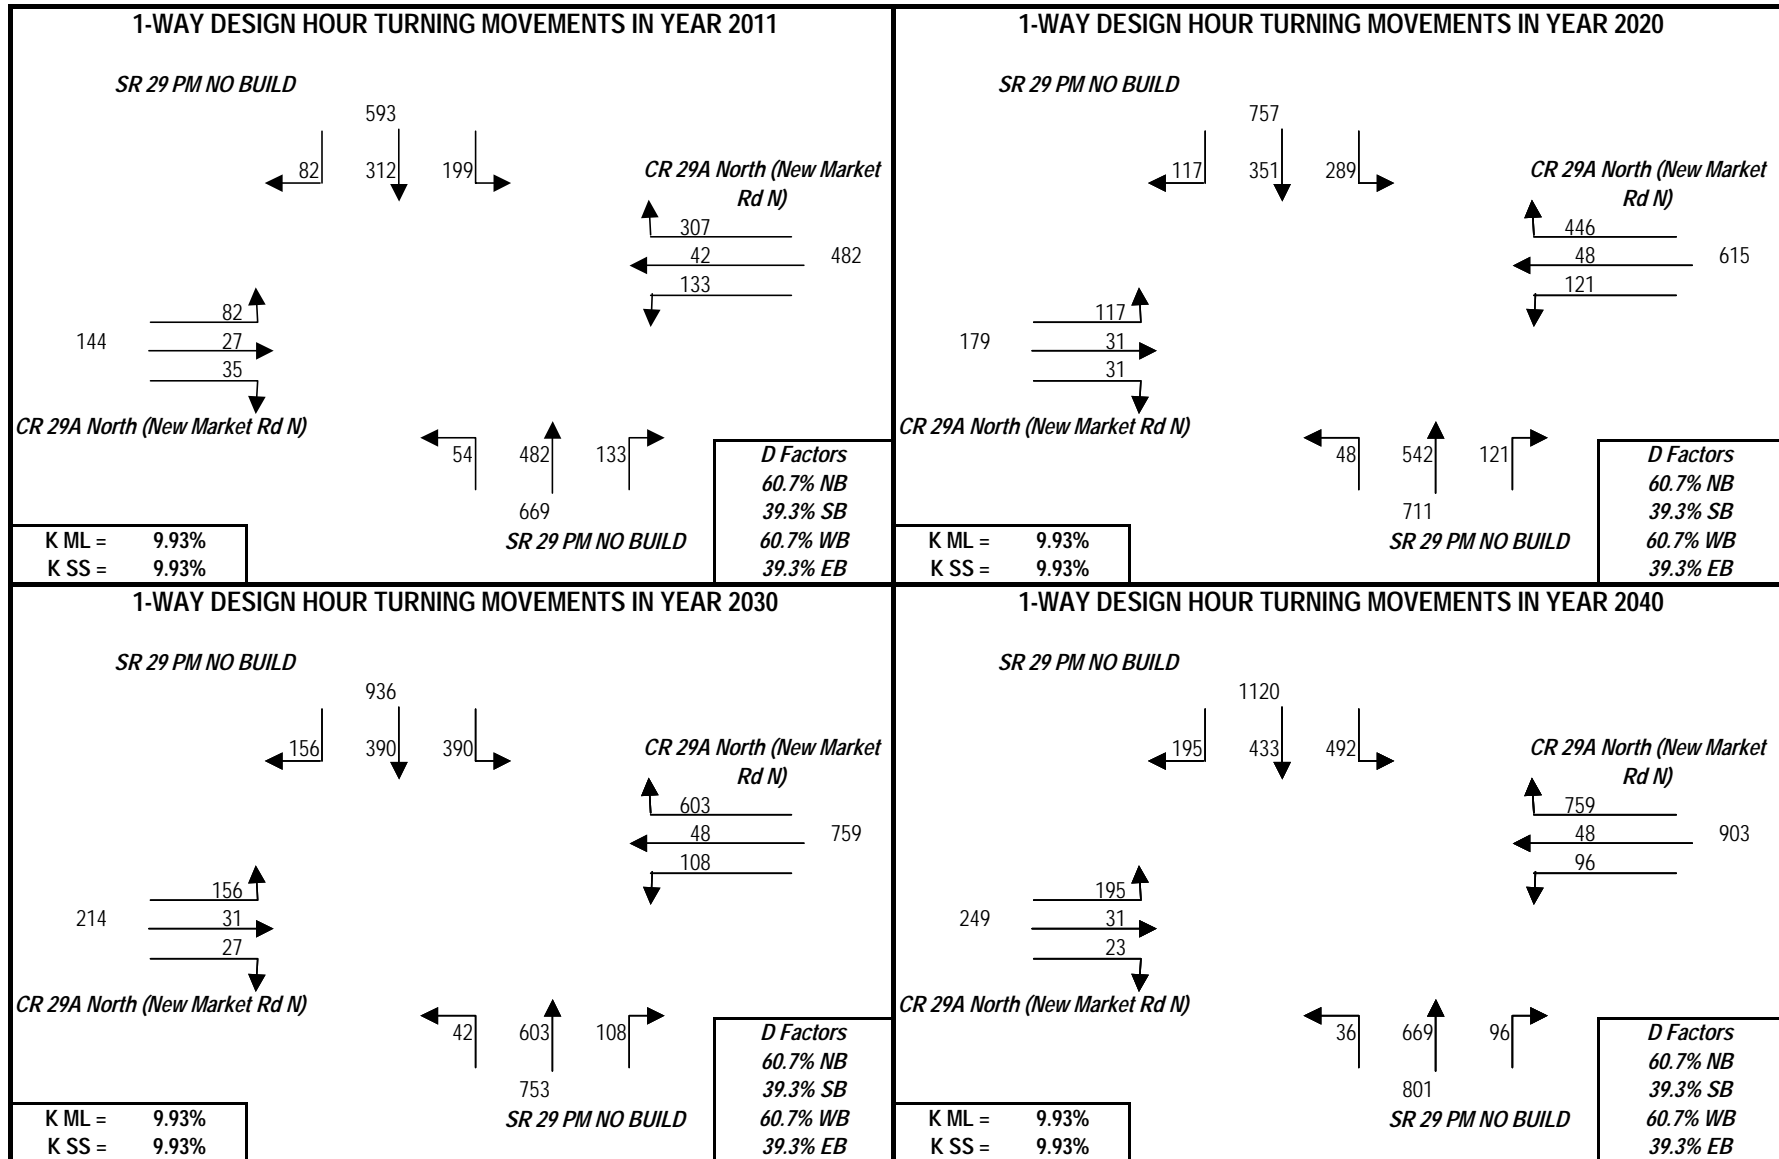 1-WAY DESIGN HOUR TURNING MOVEMENTS IN YEAR 2011
SR 29 PM NO BUILD
593
82 312 199
CR 29A North (New Market
Rd N)
307
42 482
133
82
144 27
35
CR 29A North (New Market Rd N)
54 482 133
669
SR 29 PM NO BUILD
D Factors
60.7% NB
39.3% SB
60.7% WB
39.3% EB
K ML = 9.93%
K SS = 9.93%
1-WAY DESIGN HOUR TURNING MOVEMENTS IN YEAR 2020
SR 29 PM NO BUILD
757
117 351 289
CR 29A North (New Market
Rd N)
446
48 615
121
117
179 31
31
CR 29A North (New Market Rd N)
48 542 121
711
SR 29 PM NO BUILD
D Factors
60.7% NB
39.3% SB
60.7% WB
39.3% EB
K ML = 9.93%
K SS = 9.93%
1-WAY DESIGN HOUR TURNING MOVEMENTS IN YEAR 2030
SR 29 PM NO BUILD
936
156 390 390
CR 29A North (New Market
Rd N)
603
48 759
108
156
214 31
27
CR 29A North (New Market Rd N)
42 603 108
753
SR 29 PM NO BUILD
D Factors
60.7% NB
39.3% SB
60.7% WB
39.3% EB
K ML = 9.93%
K SS = 9.93%
1-WAY DESIGN HOUR TURNING MOVEMENTS IN YEAR 2040
SR 29 PM NO BUILD
1120
195 433 492
CR 29A North (New Market
Rd N)
759
48 903
96
195
249 31
23
CR 29A North (New Market Rd N)
36 669 96
801
SR 29 PM NO BUILD
D Factors
60.7% NB
39.3% SB
60.7% WB
39.3% EB
K ML = 9.93%
K SS = 9.93%